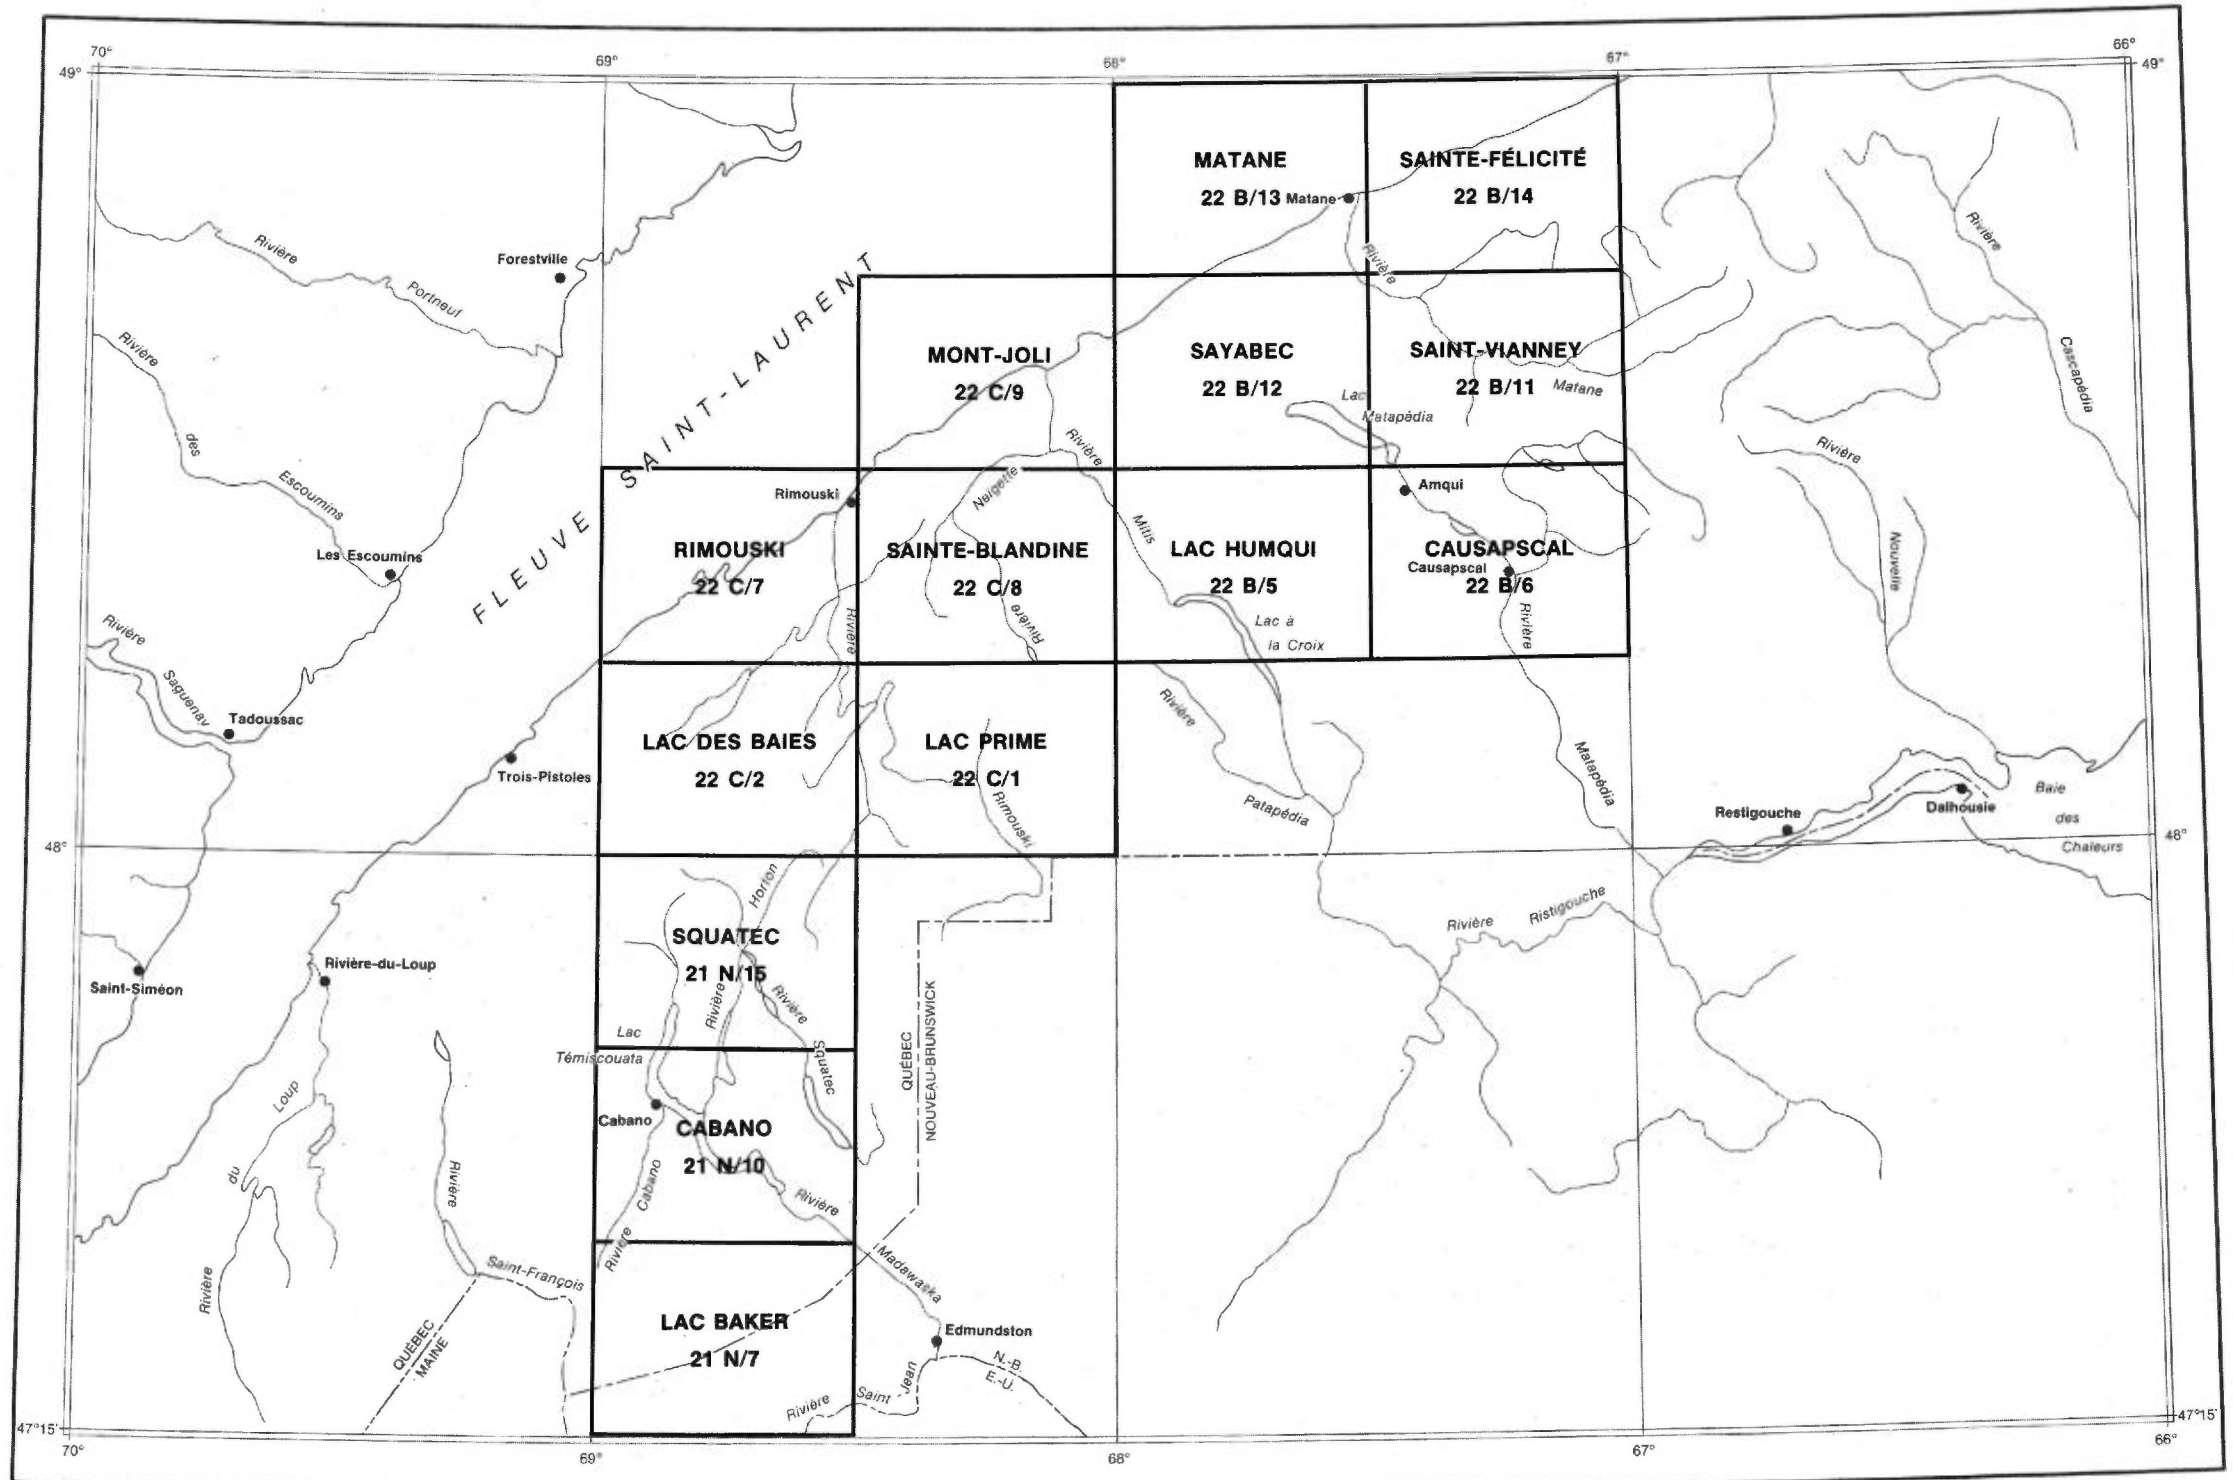 70°
69°
68°
67°
66°
49°
49°
MATANE
22 B/13
Matane
SAINTE-FÉLICITÉ
22 B/14
Rivière
Rivière
Portneuf
Forestville
Rivière
FLEUVE SAINT-LAURENT
MONT-JOLI
22 C/9
SAYABEC
22 B/12
SAINT-VIANNEY
22 B/11
Matane
Lac
Matapédia
Rivière
Cascapédia
Rivière
des
Escoumins
Les Escoumins
Rimouski
Neigette
Rivière
Mitis
Amqui
Rivière
Nouvelle
RIMOUSKI
22 C/7
SAINTE-BLANDINE
22 C/8
LAC HUMQUI
22 B/5
CAUSAPSCAL
Causapscal
22 B/6
Rivière
Rivière
Rivière
Lac à
la Croix
Rivière
Saguenay
Tadoussac
Trois-Pistoles
LAC DES BAIES
22 C/2
LAC PRIME
22 C/1
Rimouski
Rivière
Patapédia
Matapédia
Restigouche
Dalhousie
Baie
des
Chaleurs
48°
48°
Horton
SQUATEC
21 N/15
Rivière
Rivière
Squatec
Rivière
Ristigouche
Saint-Siméon
Rivière-du-Loup
Lac
Témiscouata
QUÉBEC
NOUVEAU-BRUNSWICK
Cabano
CABANO
21 N/10
Loup
du
Rivière
Rivière
Saint-François
Rivière
Cabano
Rivière
Madawaska
LAC BAKER
21 N/7
QUÉBEC
MAINE
Edmundston
N.-B.
E.-U.
Rivière Saint-Jean
47°15'
47°15'
70°
69°
68°
67°
66°